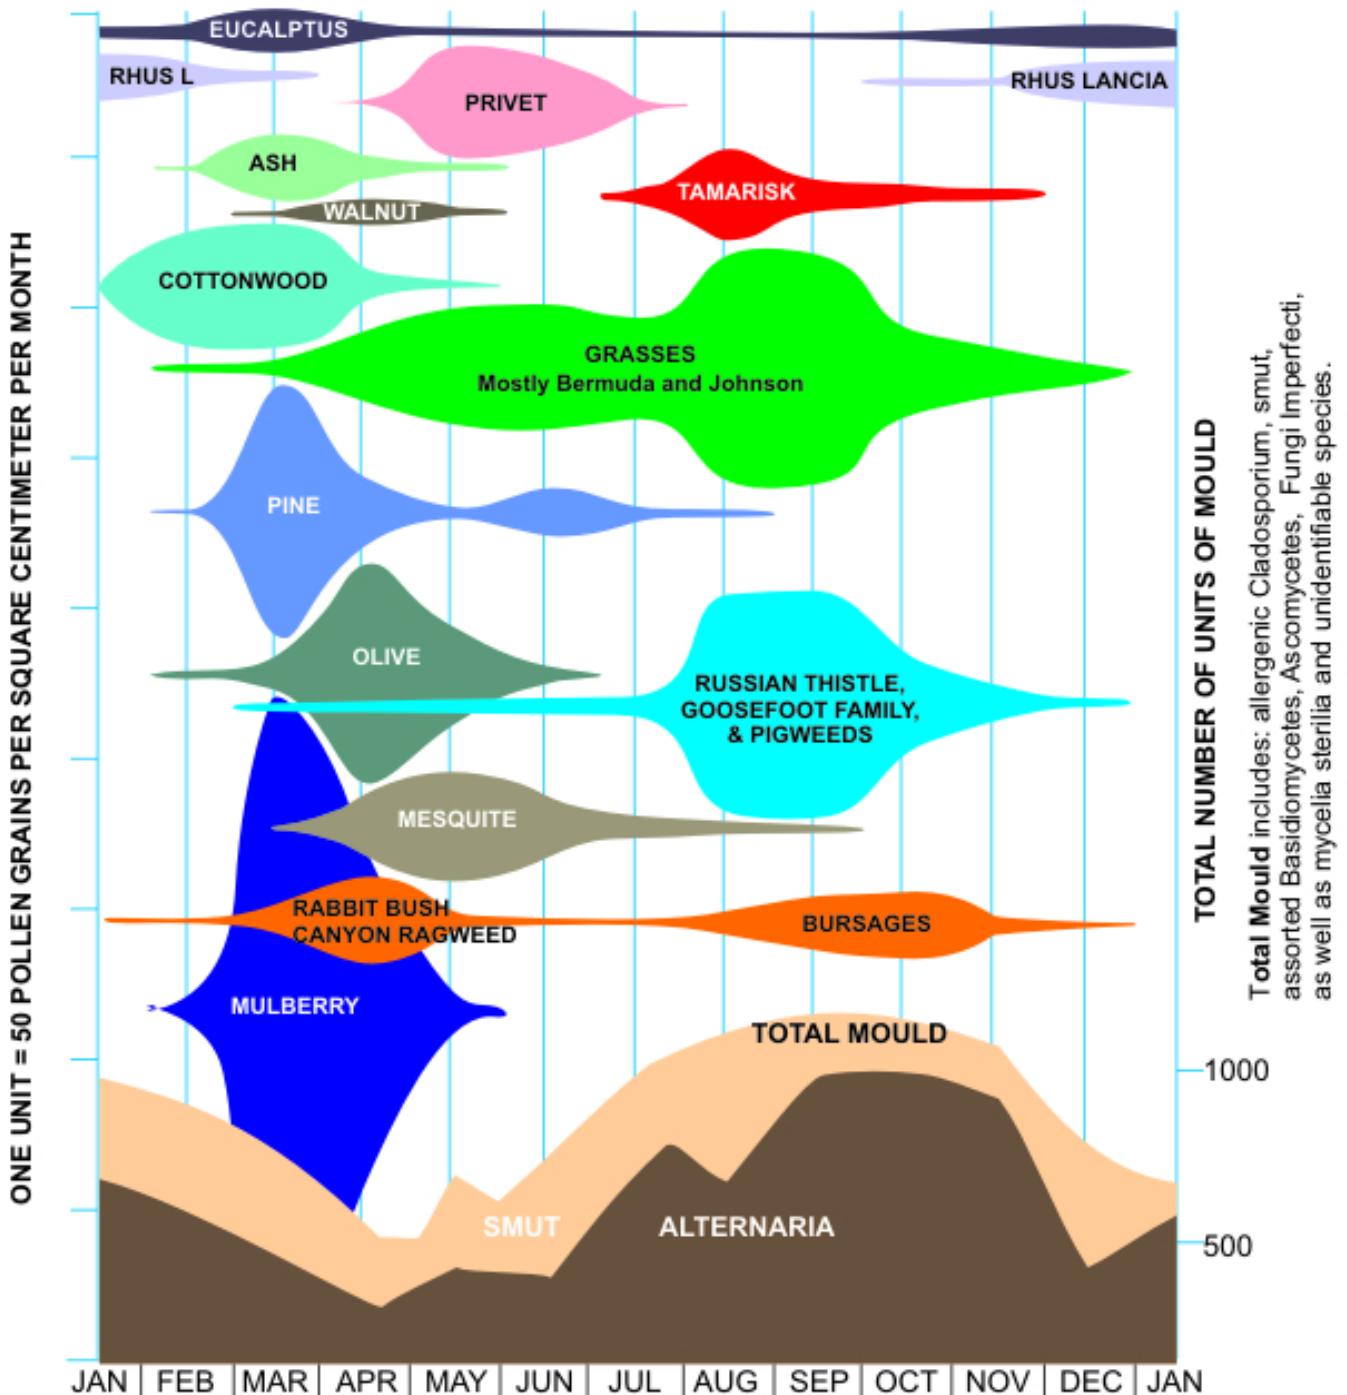 EUCALPTUS
RHUS L
RHUS LANCIA
PRIVET
ASH
TAMARISK
WALNUT
COTTONWOOD
GRASSES
Mostly Bermuda and Johnson
PINE
OLIVE
RUSSIAN THISTLE,
GOOSEFOOT FAMILY,
& PIGWEEDS
MESQUITE
RABBIT BUSH
CANYON RAGWEED
BURSAGES
MULBERRY
TOTAL MOULD
SMUT
ALTERNARIA
ONE UNIT = 50 POLLEN GRAINS PER SQUARE CENTIMETER PER MONTH
TOTAL NUMBER OF UNITS OF MOULD
1000
500
Total Mould includes: allergenic Cladosporium, smut,
assorted Basidiomycetes, Ascomycetes, Fungi Imperfecti,
as well as mycelia sterilia and unidentifiable species.
JAN FEB MAR APR MAY JUN JUL AUG SEP OCT NOV DEC JAN